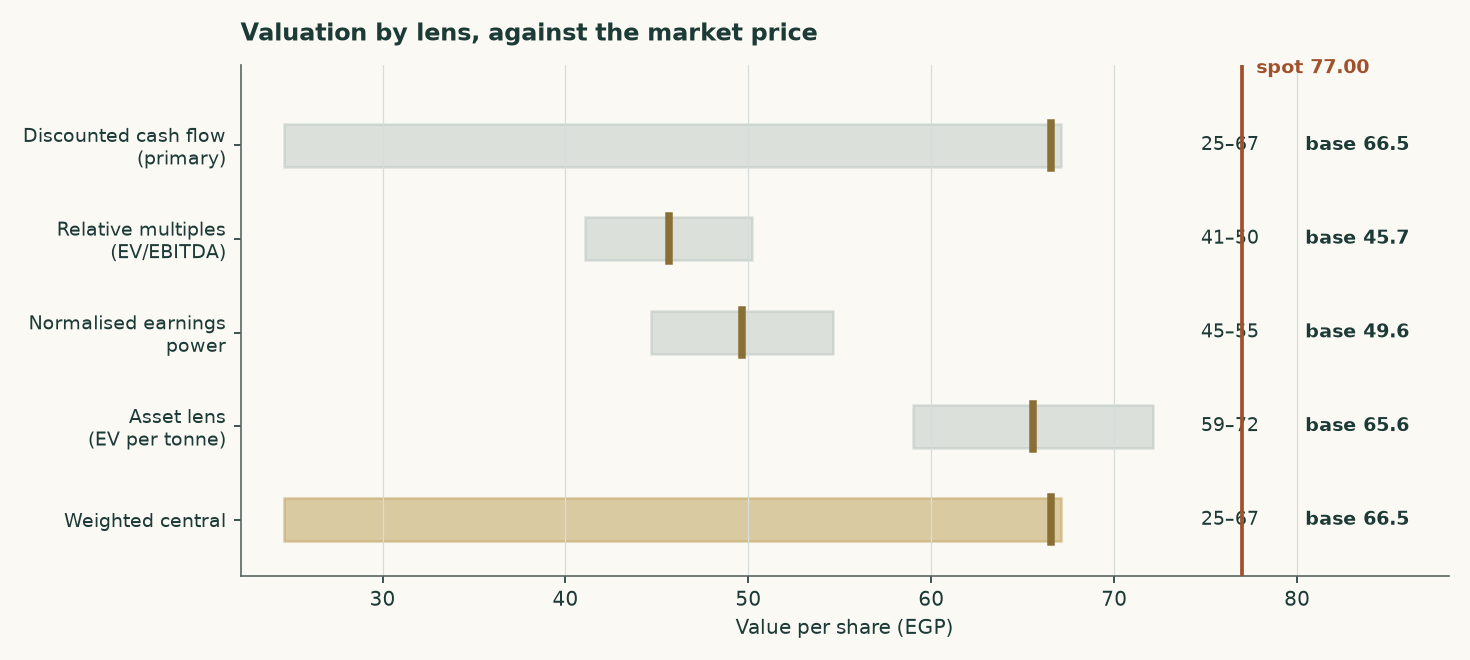 Valuation by lens, against the market price
spot 77.00
Discounted cash flow
(primary)
25–67
base 66.5
Relative multiples
(EV/EBITDA)
41–50
base 45.7
Normalised earnings
power
45–55
base 49.6
Asset lens
(EV per tonne)
59–72
base 65.6
Weighted central
25–67
base 66.5
30
40
50
60
70
80
Value per share (EGP)